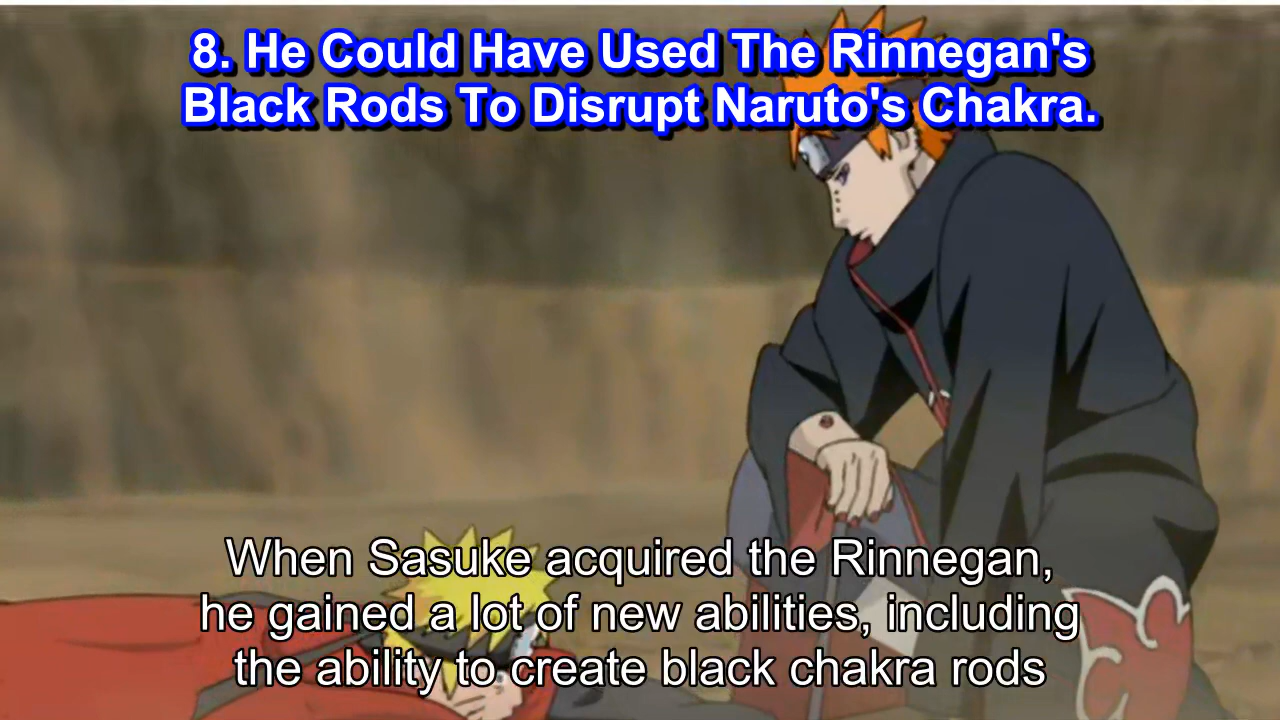 8. He Could Have Used The Rinnegan's
Black Rods To Disrupt Naruto's Chakra.
When Sasuke acquired the Rinnegan,
he gained a lot of new abilities, including
the ability to create black chakra rods